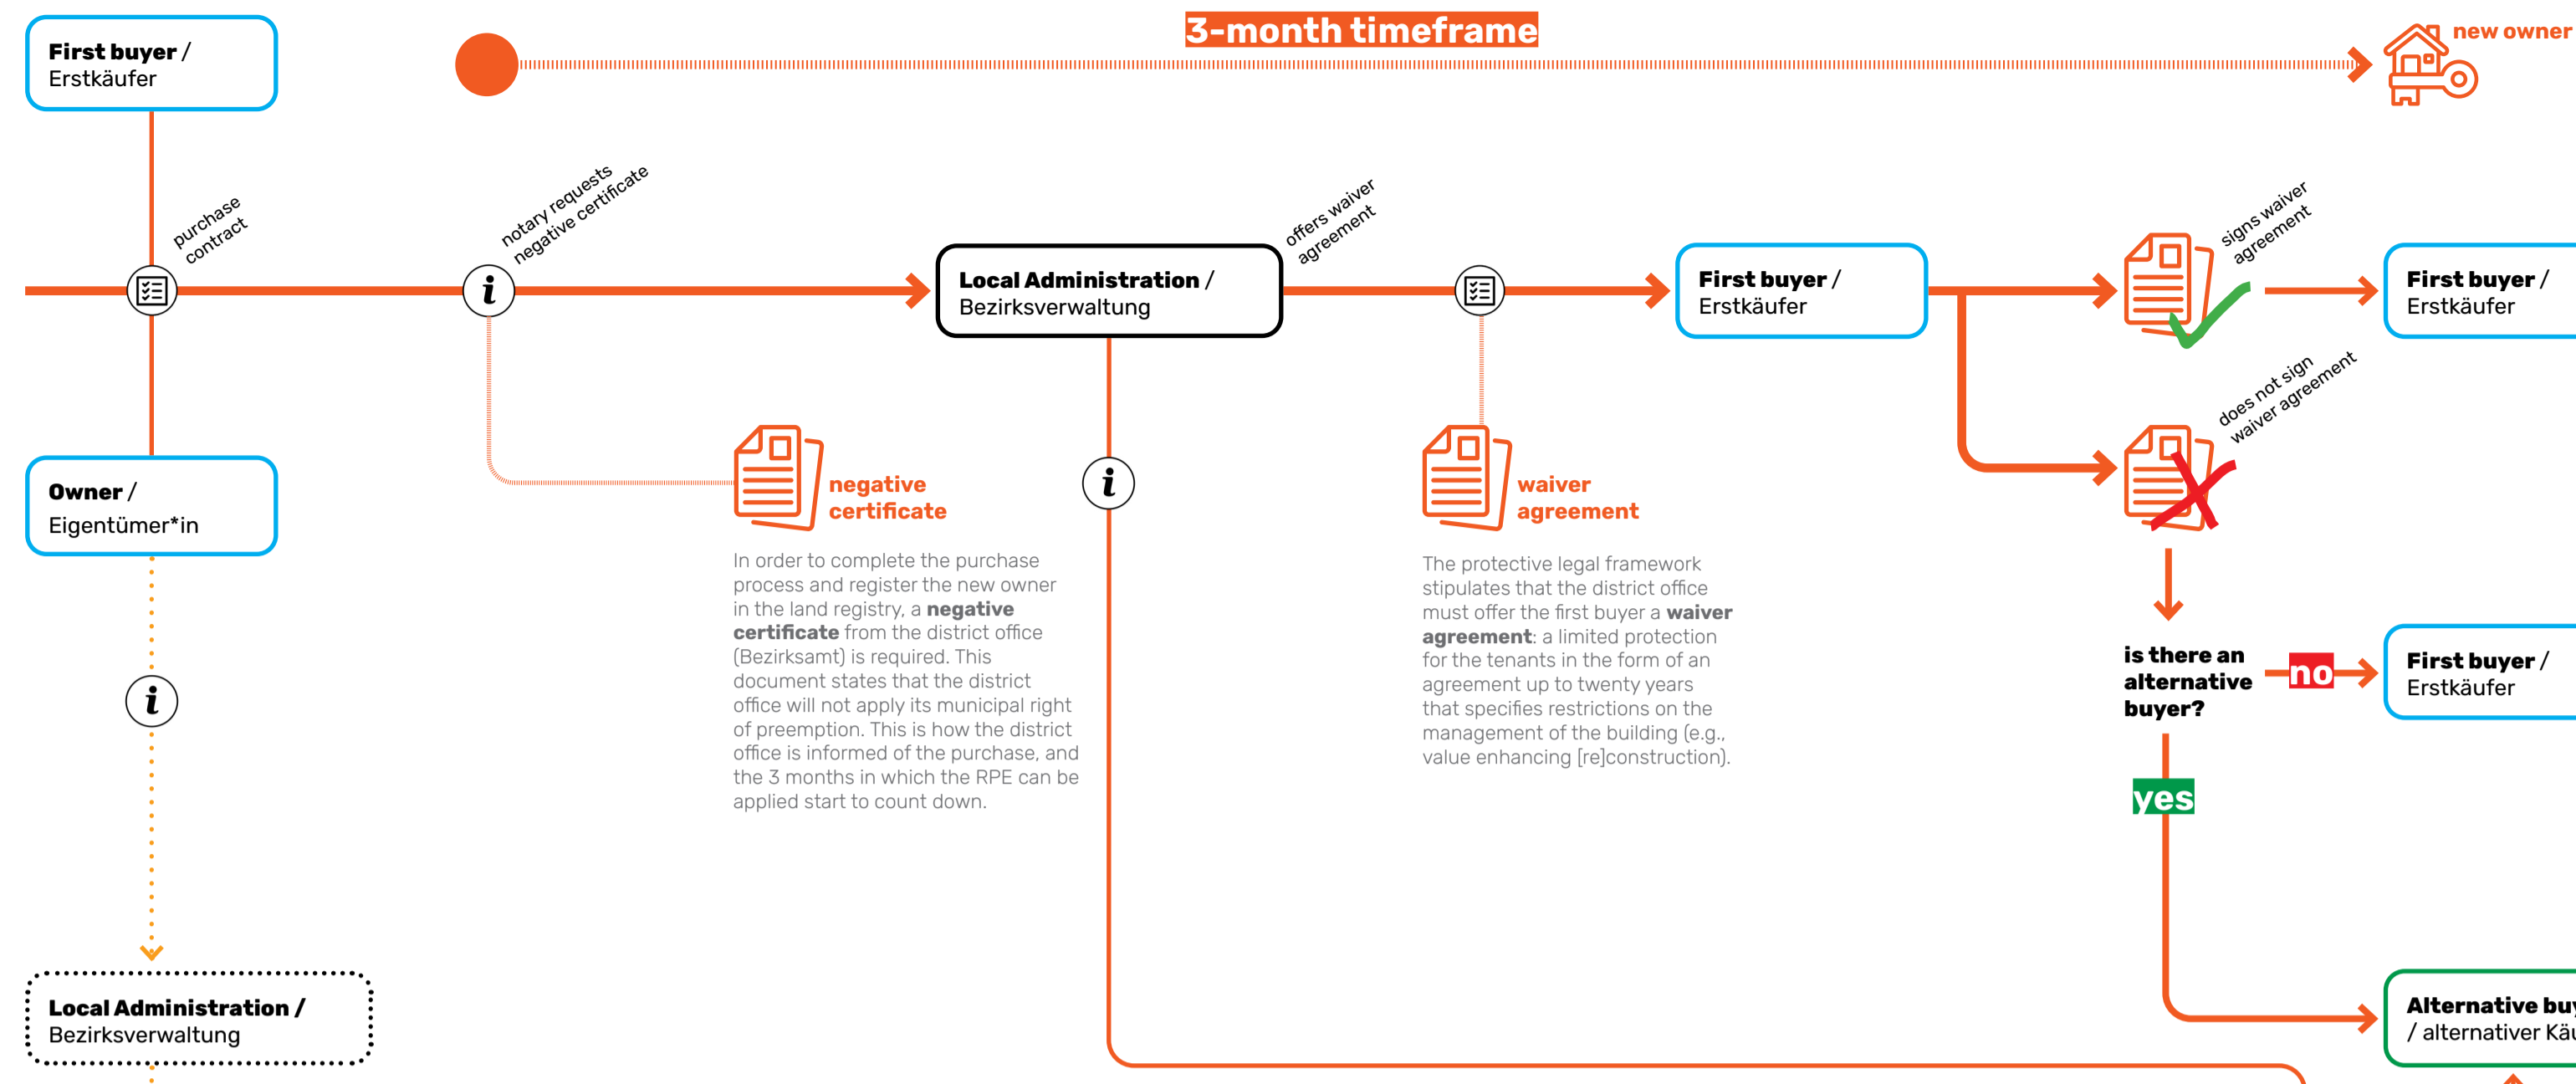 3-month timeframe
new owner
First buyer /
Erstkäufer
purchase
contract
notary requests
negative certificate
Local Administration /
Bezirksverwaltung
offers waiver
agreement
First buyer /
Erstkäufer
signs waiver
agreement
First buyer /
Erstkäufer
does not sign
waiver agreement
Owner /
Eigentümer*in
i
i
i
negative
certificate
In order to complete the purchase
process and register the new owner
in the land registry, a negative
certificate from the district office
(Bezirksamt) is required. This
document states that the district
office will not apply its municipal right
of preemption. This is how the district
office is informed of the purchase, and
the 3 months in which the RPE can be
applied start to count down.
waiver
agreement
The protective legal framework
stipulates that the district office
must offer the first buyer a waiver
agreement: a limited protection
for the tenants in the form of an
agreement up to twenty years
that specifies restrictions on the
management of the building (e.g.,
value enhancing [re]construction).
is there an
alternative
buyer?
no
First buyer /
Erstkäufer
yes
Local Administration /
Bezirksverwaltung
Alternative
/ alternativer